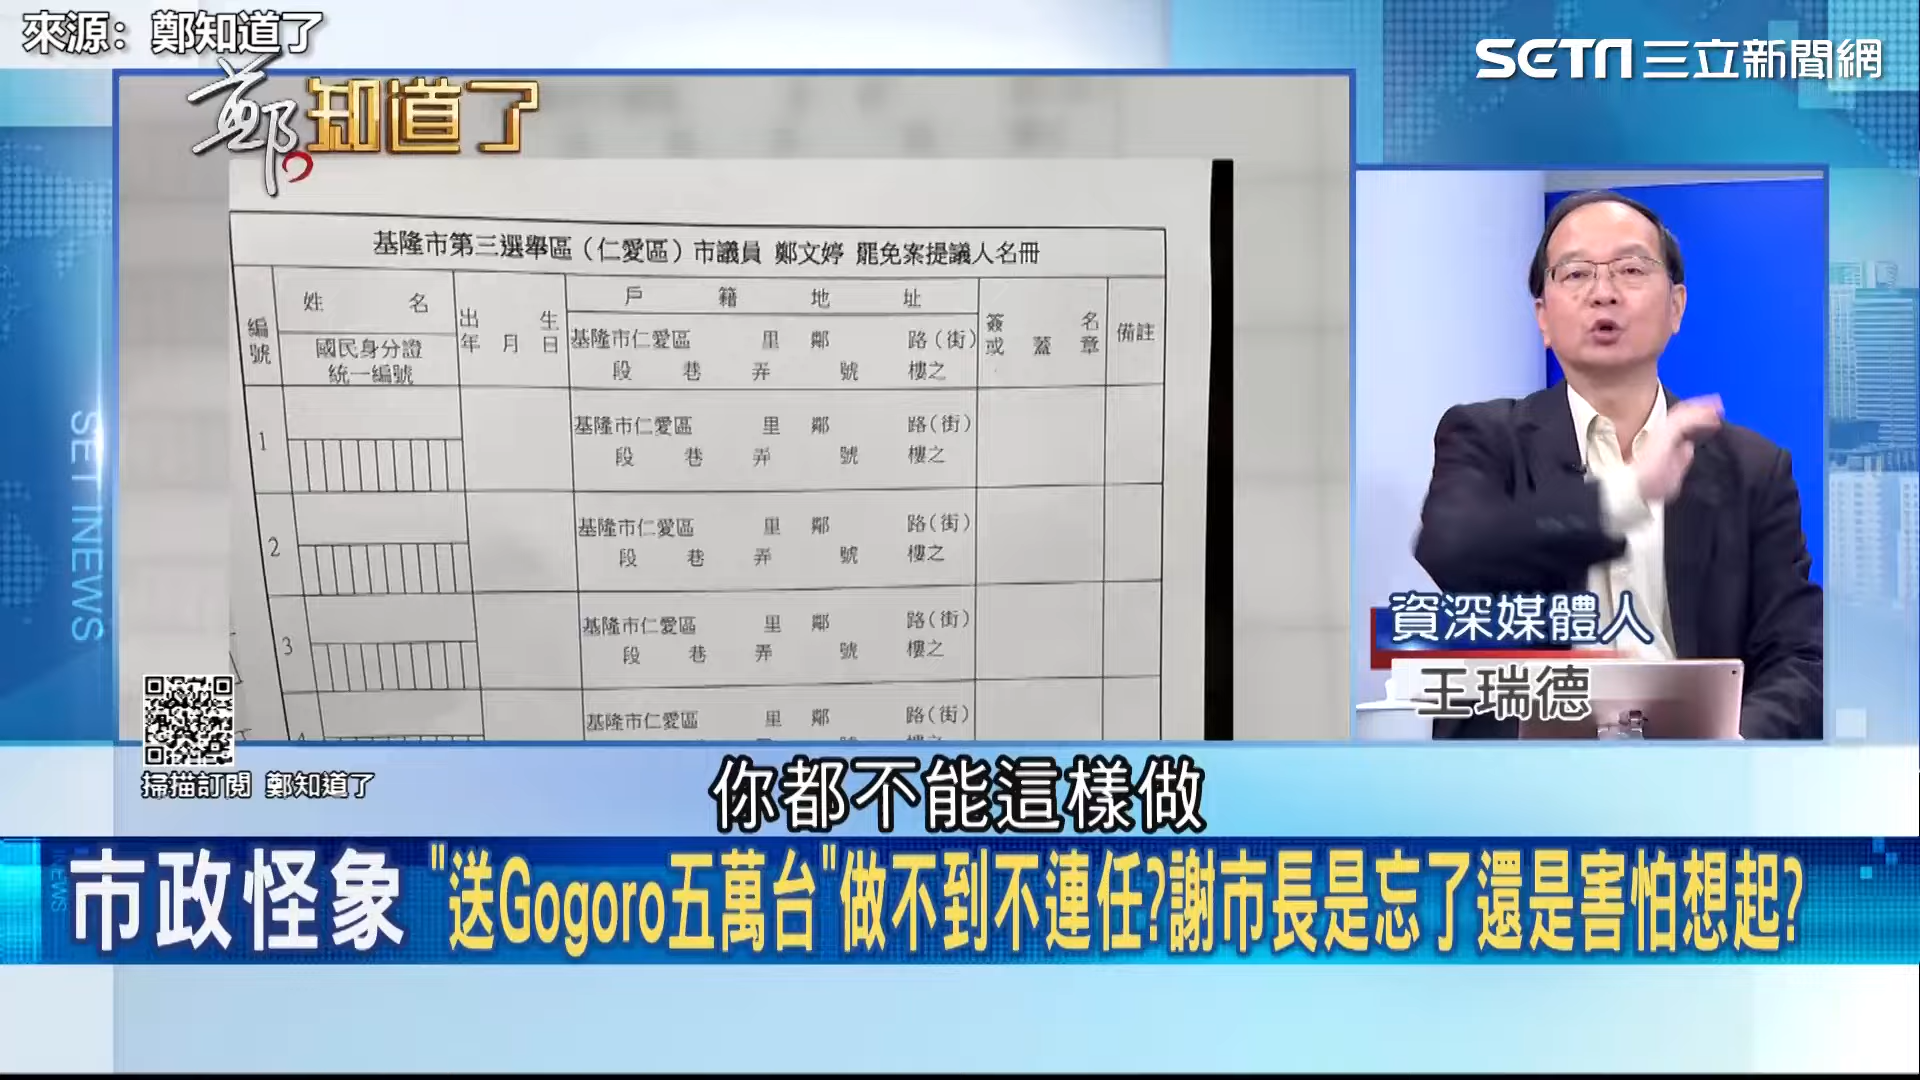 來源：鄭知道了
SETN三立新聞網
鄭知道了
基隆市第三選舉區（仁愛區）市議員 鄭文婷 罷免案提議人名冊
編號
姓 名
國民身分證
統一編號
出 生
年 月 日
戶 籍 地 址
基隆市仁愛區 里 鄰 路（街）
段 巷 弄 號 樓之
簽 名
或 蓋 章
備註
1
基隆市仁愛區 里 鄰 路（街）
段 巷 弄 號 樓之
2
基隆市仁愛區 里 鄰 路（街）
段 巷 弄 號 樓之
3
基隆市仁愛區 里 鄰 路（街）
段 巷 弄 號 樓之
4
基隆市仁愛區 里 鄰 路（街）
SET iNEWS
資深媒體人
王瑞德
掃描訂閱 鄭知道了
你都不能這樣做
市政怪象 "送Gogoro五萬台"做不到不連任?謝市長是忘了還是害怕想起?